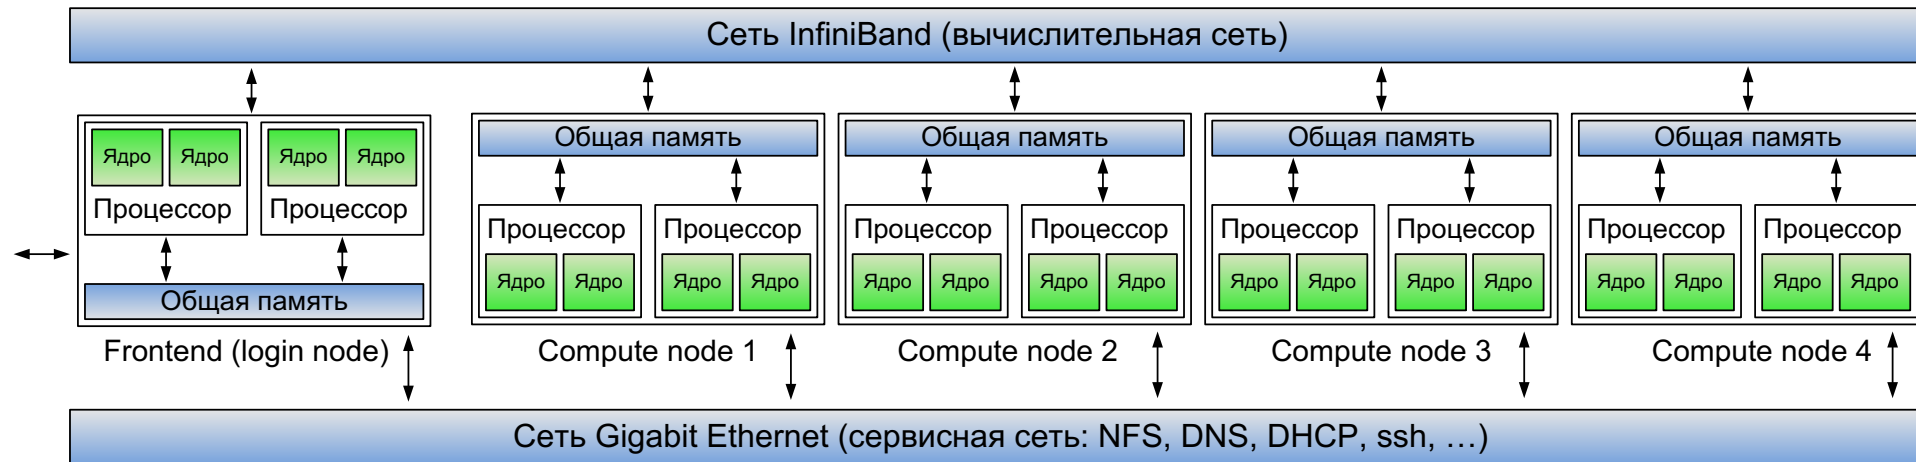 Сеть InfiniBand (вычислительная сеть)
Ядро Ядро Ядро Ядро
Процессор Процессор
Общая память
Frontend (login node)
Общая память
Процессор Процессор
Ядро Ядро Ядро Ядро
Compute node 1
Общая память
Процессор Процессор
Ядро Ядро Ядро Ядро
Compute node 2
Общая память
Процессор Процессор
Ядро Ядро Ядро Ядро
Compute node 3
Общая память
Процессор Процессор
Ядро Ядро Ядро Ядро
Compute node 4
Сеть Gigabit Ethernet (сервисная сеть: NFS, DNS, DHCP, ssh, …)